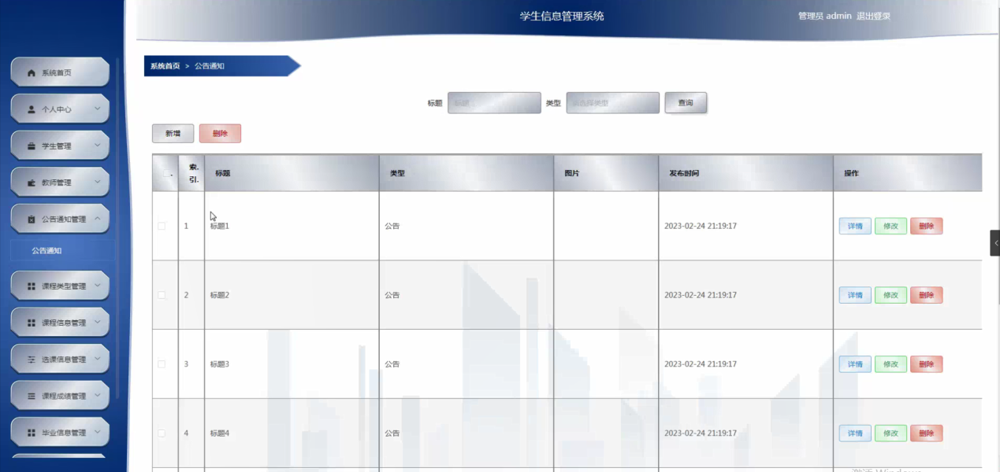 学生信息管理系统
管理员 admin 退出登录
系统首页
个人中心
学生管理
教师管理
公告通知管理
公告通知
课程类型管理
课程信息管理
选课信息管理
课程成绩管理
毕业信息管理
系统首页 > 公告通知
标题 标题 类型 请选择类型 查询
新增 删除
索引. 标题 类型 图片 发布时间 操作
1 标题1 公告 2023-02-24 21:19:17 详情 修改 删除
2 标题2 公告 2023-02-24 21:19:17 详情 修改 删除
3 标题3 公告 2023-02-24 21:19:17 详情 修改 删除
4 标题4 公告 2023-02-24 21:19:17 详情 修改 删除
激活 Windows